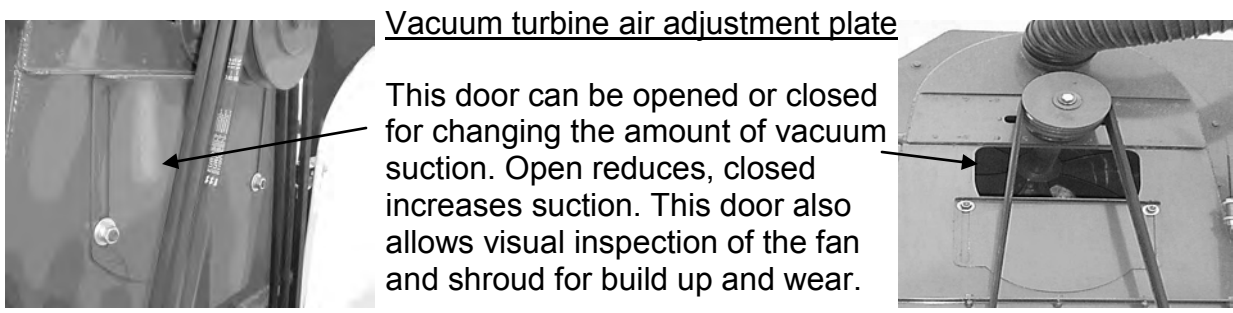 Vacuum turbine air adjustment plate
This door can be opened or closed
for changing the amount of vacuum
suction. Open reduces, closed
increases suction. This door also
allows visual inspection of the fan
and shroud for build up and wear.